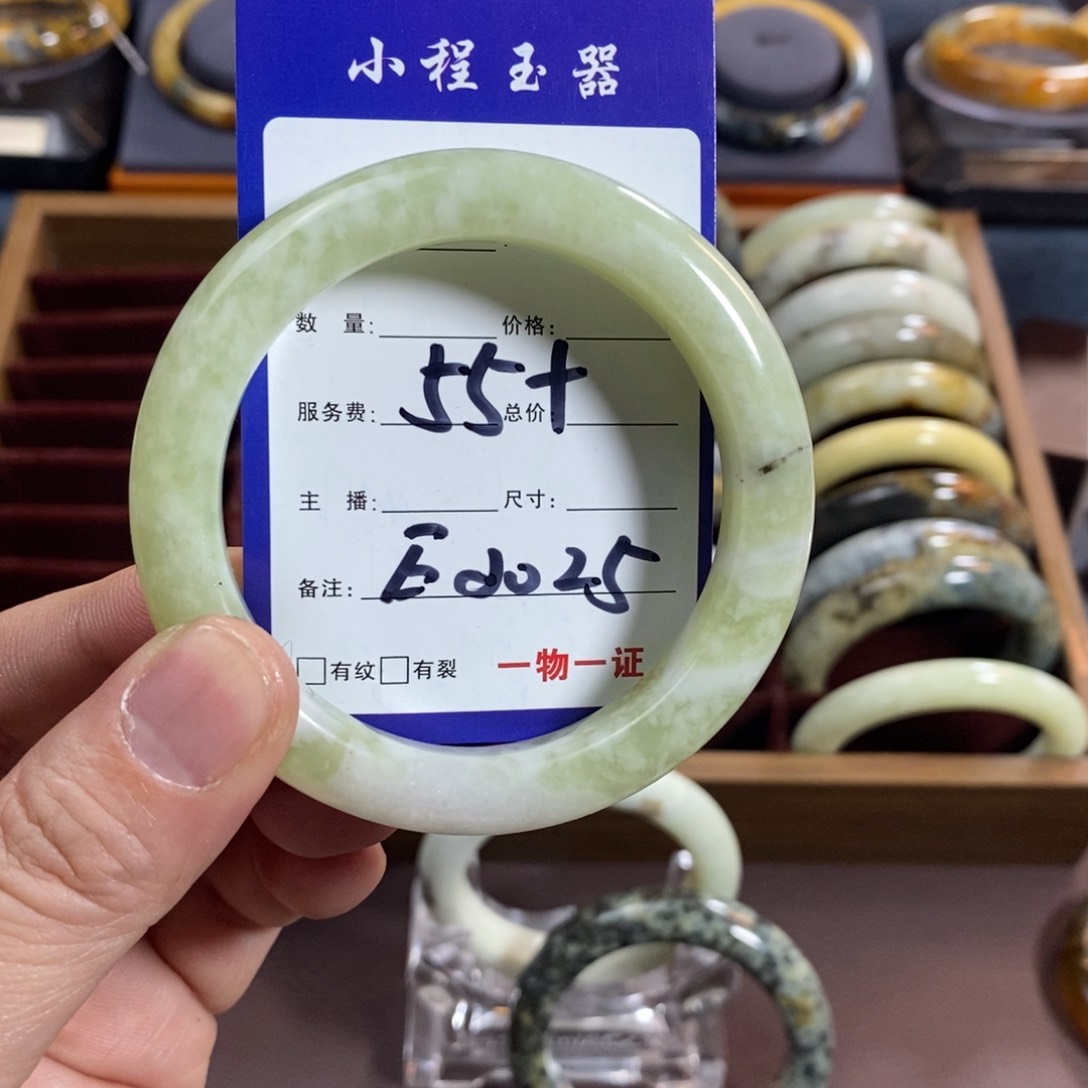 小程玉器
数 量: 价格:
55+
服务费: 总价
主 播: 尺寸:
备注: E0025
有纹 有裂 一物一证